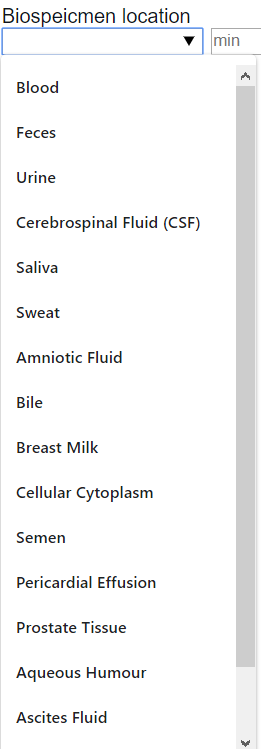 Biospeicmen location
min
Blood
Feces
Urine
Cerebrospinal Fluid (CSF)
Saliva
Sweat
Amniotic Fluid
Bile
Breast Milk
Cellular Cytoplasm
Semen
Pericardial Effusion
Prostate Tissue
Aqueous Humour
Ascites Fluid